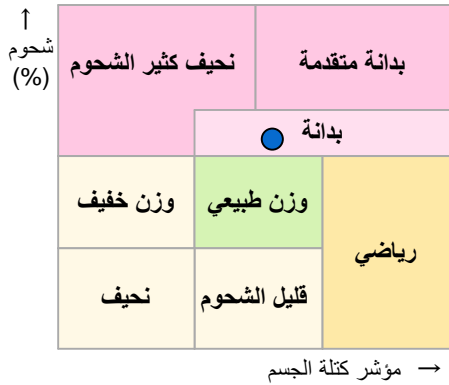 ↑
شحوم
(%)
بدانة متقدمة
نحيف كثير الشحوم
بدانة
وزن طبيعي
وزن خفيف
رياضي
قليل الشحوم
نحيف
مؤشر كتلة الجسم →